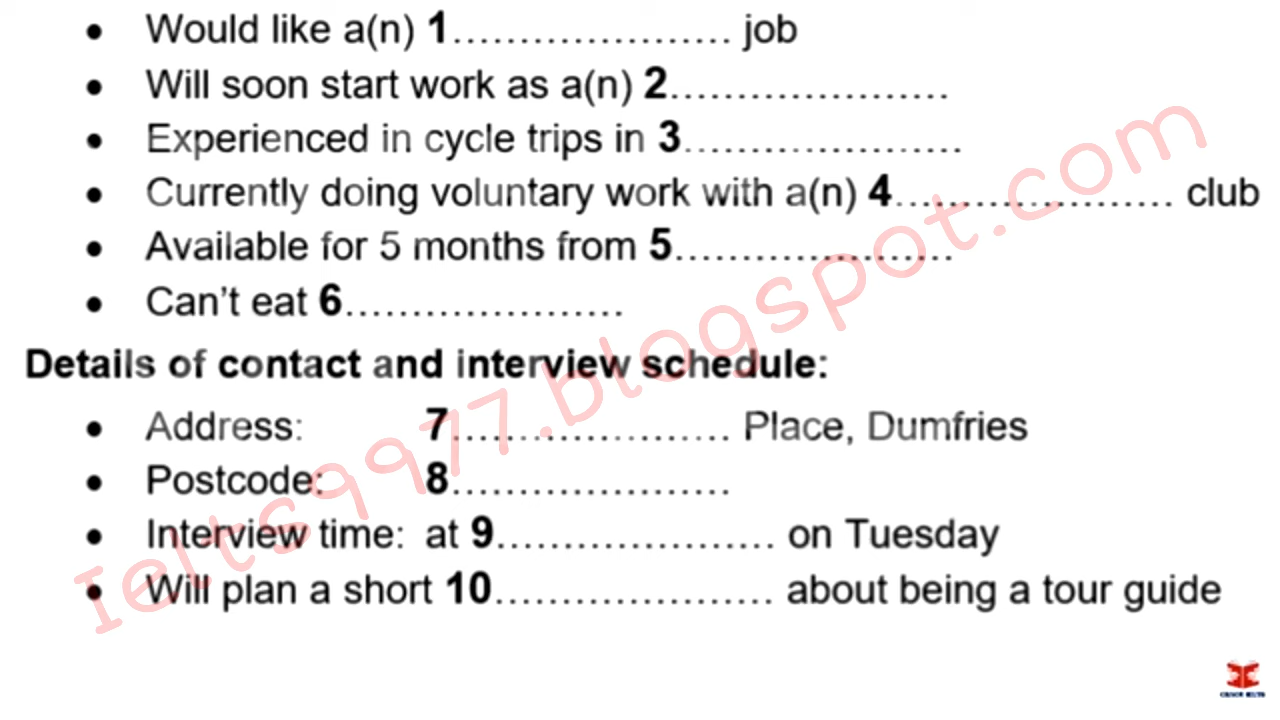 • Would like a(n) 1..................... job
• Will soon start work as a(n) 2.....................
• Experienced in cycle trips in 3.....................
• Currently doing voluntary work with a(n) 4..................... club
• Available for 5 months from 5.....................
• Can't eat 6.....................
Details of contact and interview schedule:
• Address: 7..................... Place, Dumfries
• Postcode: 8.....................
• Interview time: at 9..................... on Tuesday
• Will plan a short 10..................... about being a tour guide
Ielts9977.blogspot.com